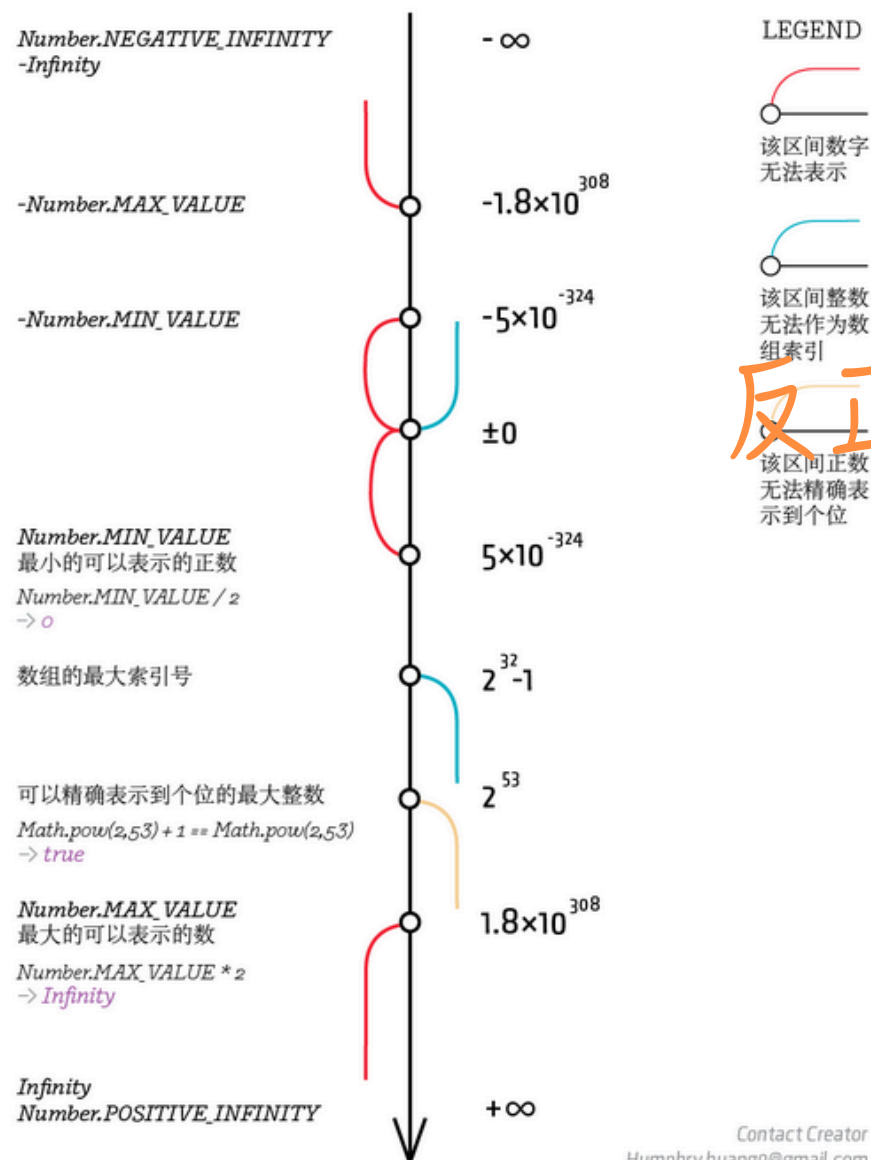 Number.NEGATIVE_INFINITY
-Infinity
- ∞
-Number.MAX_VALUE
-1.8×10³⁰⁸
-Number.MIN_VALUE
-5×10⁻³²⁴
±0
Number.MIN_VALUE
最小的可以表示的正数
5×10⁻³²⁴
Number.MIN_VALUE / 2
→ 0
数组的最大索引号
2³²-1
可以精确表示到个位的最大整数
2⁵³
Math.pow(2,53) + 1 == Math.pow(2,53)
→ true
Number.MAX_VALUE
最大的可以表示的数
1.8×10³⁰⁸
Number.MAX_VALUE * 2
→ Infinity
Infinity
Number.POSITIVE_INFINITY
+∞
LEGEND
该区间数字
无法表示
该区间整数
无法作为数
组索引
反
该区间正数
无法精确表
示到个位
Contact Creator